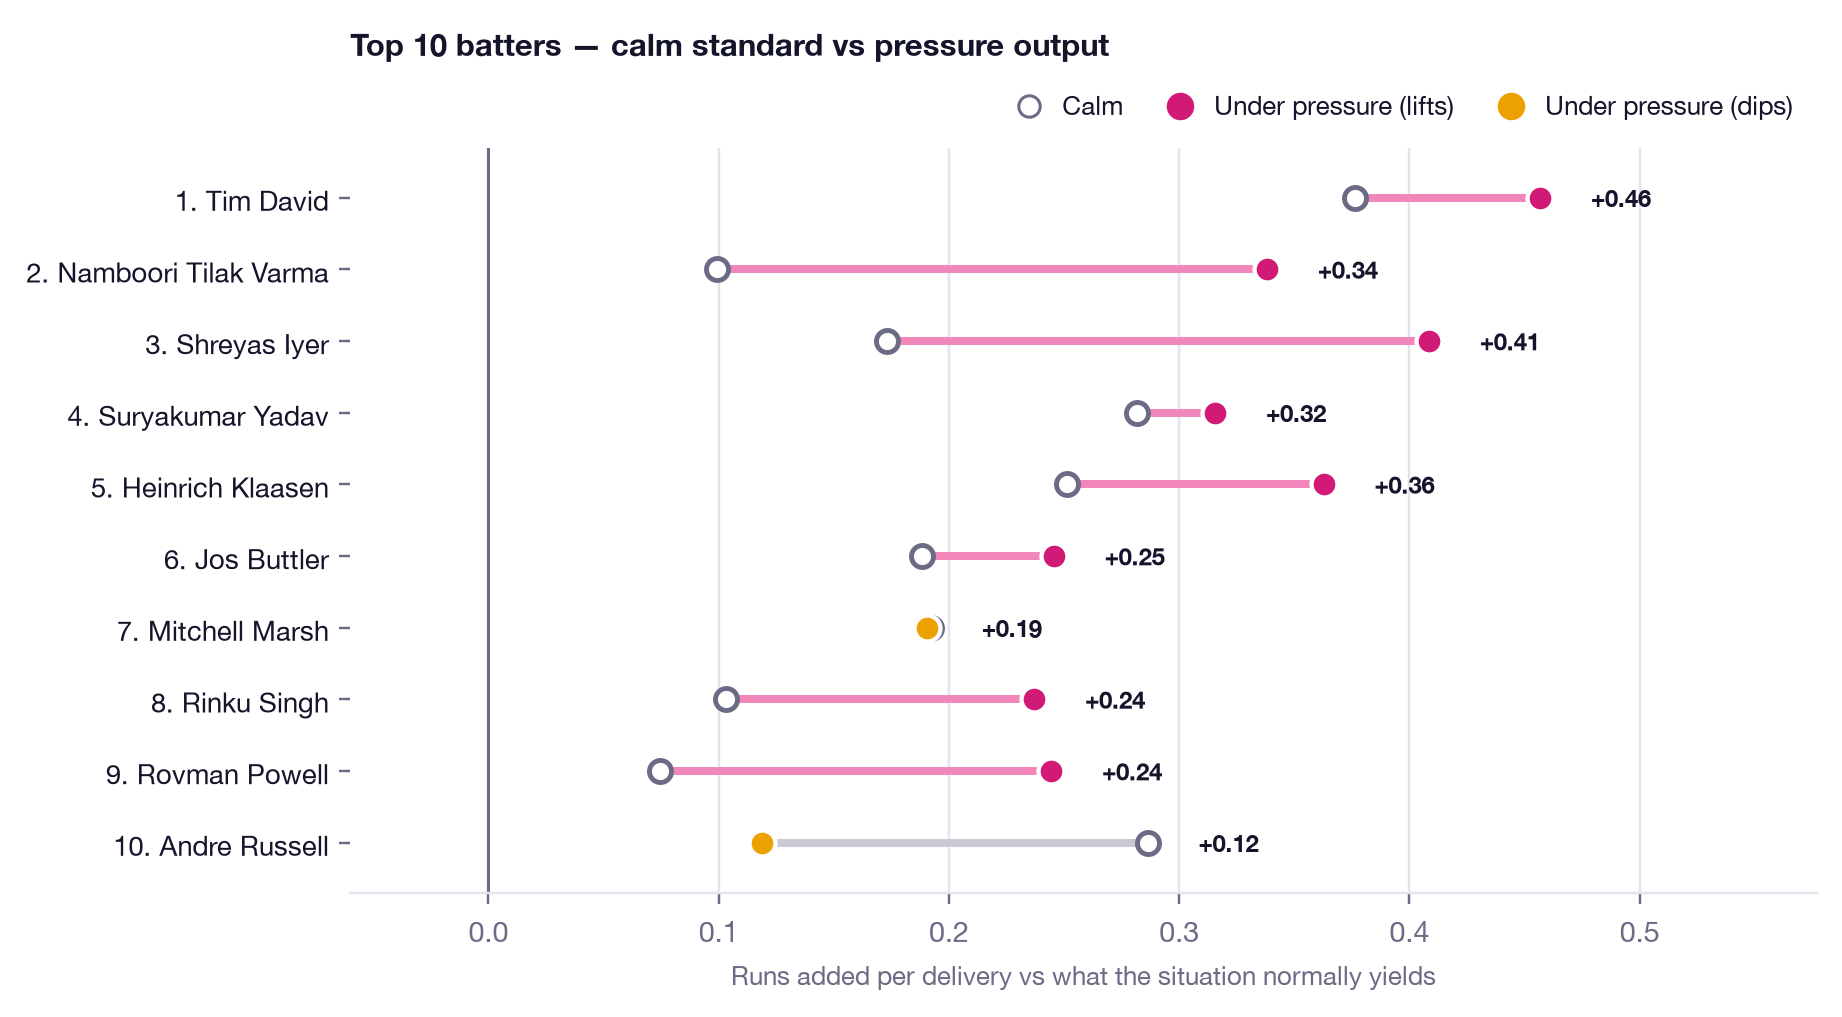 Top 10 batters — calm standard vs pressure output
Calm Under pressure (lifts) Under pressure (dips)
1. Tim David +0.46
2. Namboori Tilak Varma +0.34
3. Shreyas Iyer +0.41
4. Suryakumar Yadav +0.32
5. Heinrich Klaasen +0.36
6. Jos Buttler +0.25
7. Mitchell Marsh +0.19
8. Rinku Singh +0.24
9. Rovman Powell +0.24
10. Andre Russell +0.12
0.0 0.1 0.2 0.3 0.4 0.5
Runs added per delivery vs what the situation normally yields